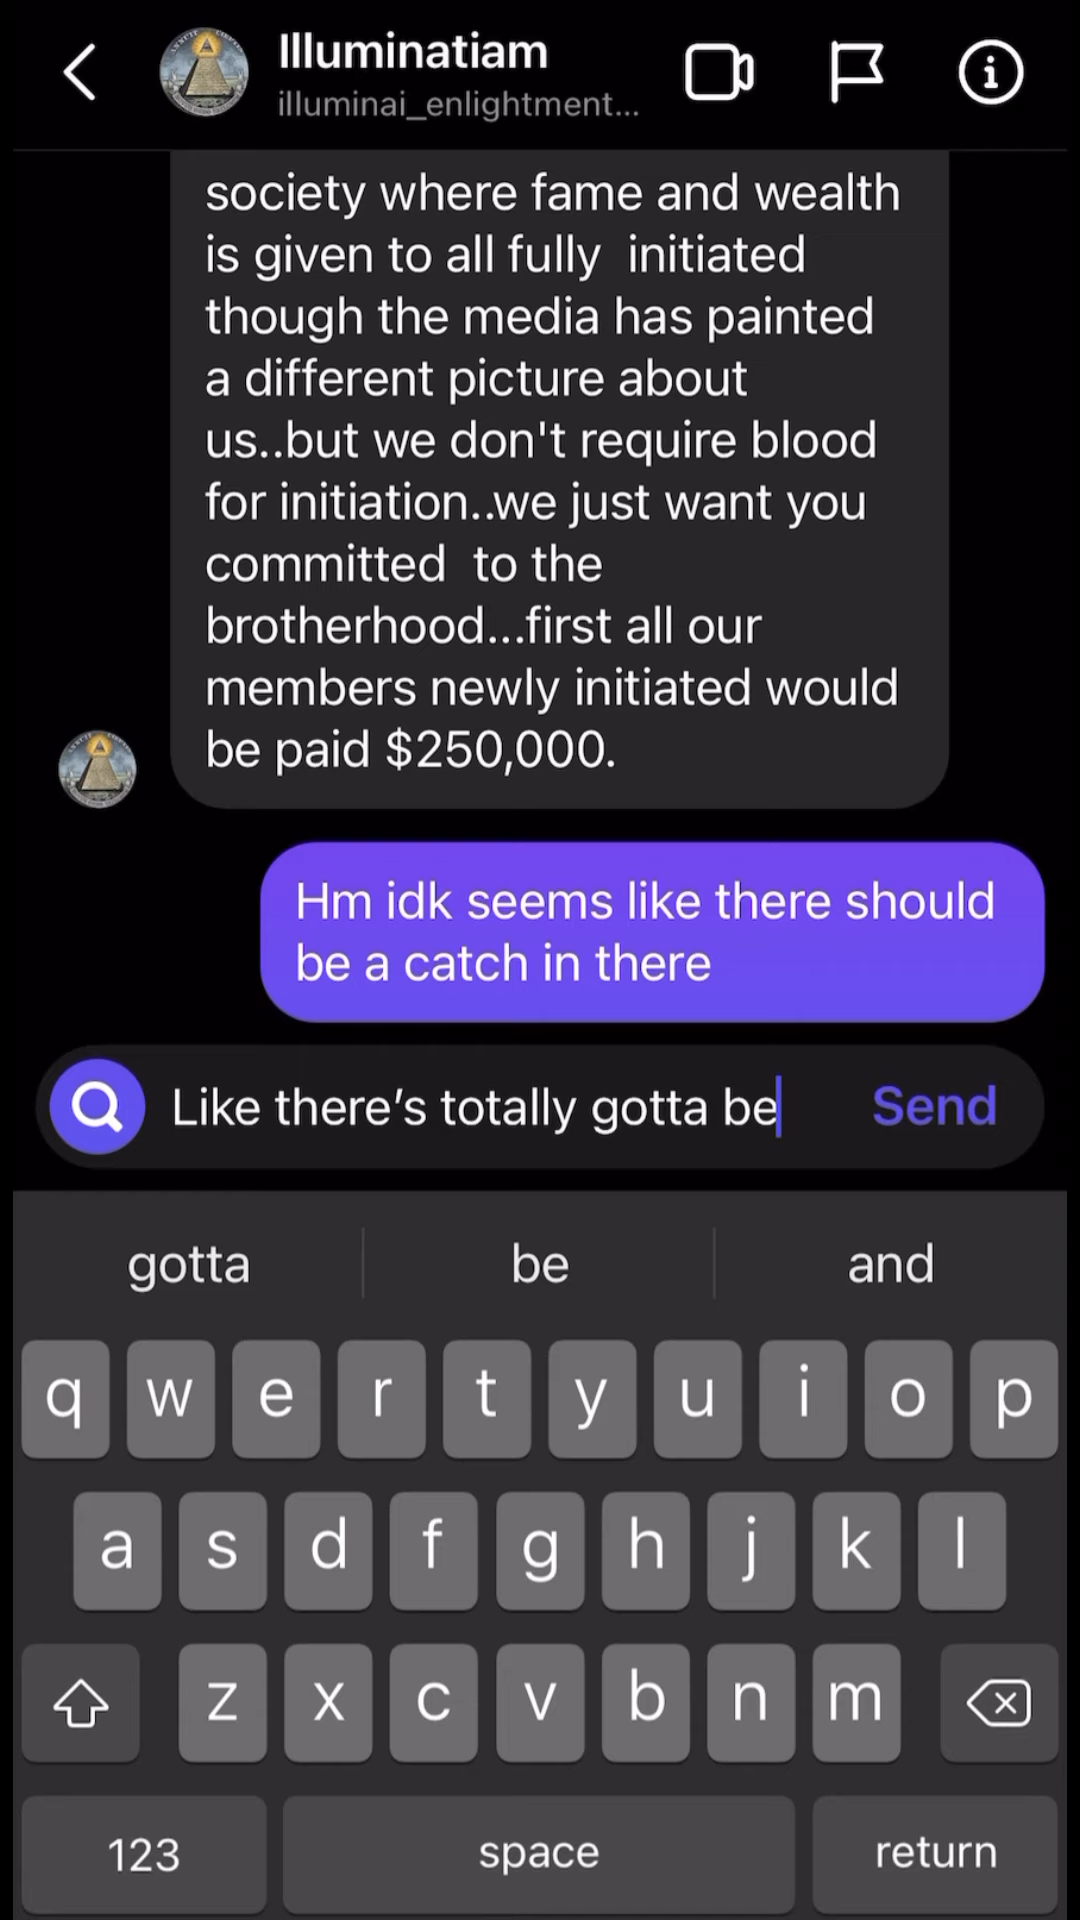 Illuminatiam
illuminai_enlightment...
society where fame and wealth
is given to all fully  initiated
though the media has painted
a different picture about
us..but we don't require blood
for initiation..we just want you
committed  to the
brotherhood...first all our
members newly initiated would
be paid $250,000.
Hm idk seems like there should
be a catch in there
Like there’s totally gotta be
Send
gotta be and
q w e r t y u i o p
a s d f g h j k l
z x c v b n m
123 space return